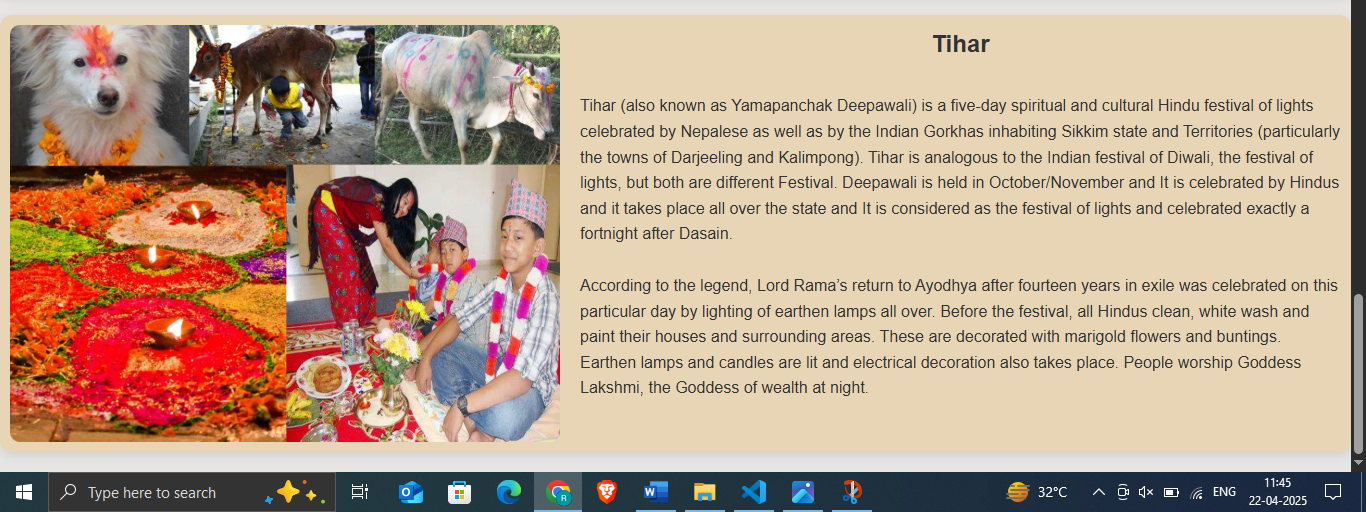 Tihar
Tihar (also known as Yamapanchak Deepawali) is a five-day spiritual and cultural Hindu festival of lights
celebrated by Nepalese as well as by the Indian Gorkhas inhabiting Sikkim state and Territories (particularly
the towns of Darjeeling and Kalimpong). Tihar is analogous to the Indian festival of Diwali, the festival of
lights, but both are different Festival. Deepawali is held in October/November and It is celebrated by Hindus
and it takes place all over the state and It is considered as the festival of lights and celebrated exactly a
fortnight after Dasain.
According to the legend, Lord Rama’s return to Ayodhya after fourteen years in exile was celebrated on this
particular day by lighting of earthen lamps all over. Before the festival, all Hindus clean, white wash and
paint their houses and surrounding areas. These are decorated with marigold flowers and buntings.
Earthen lamps and candles are lit and electrical decoration also takes place. People worship Goddess
Lakshmi, the Goddess of wealth at night.
Type here to search
32°C
ENG
11:45
22-04-2025